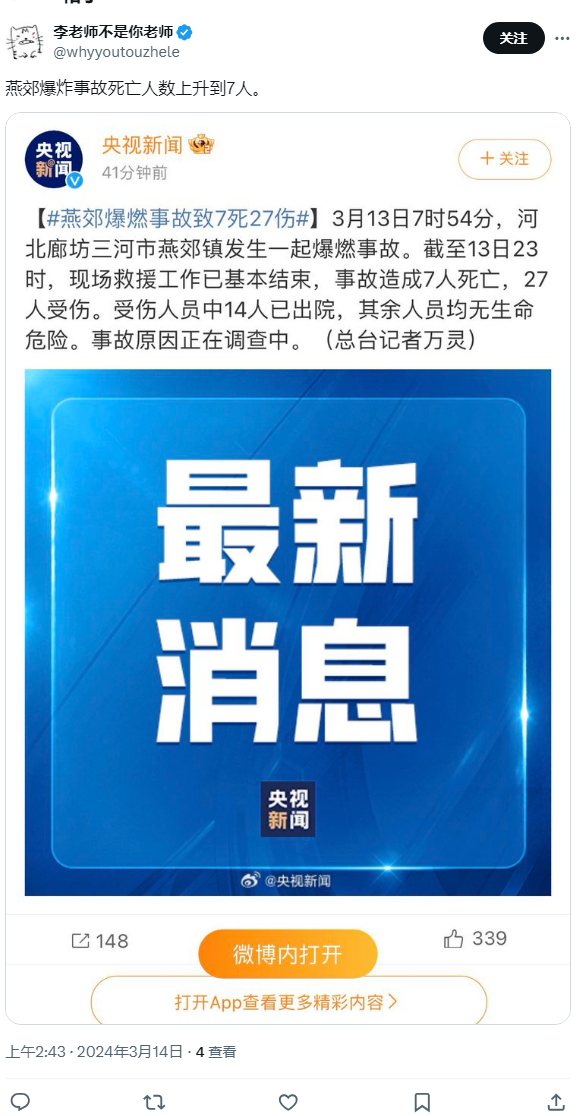 李老师不是你老师
@whyyoutouzhele
关注
燕郊爆炸事故死亡人数上升到7人。
央视新闻
央视新闻
41分钟前
+关注
【#燕郊爆燃事故致7死27伤#】3月13日7时54分，河
北廊坊三河市燕郊镇发生一起爆燃事故。截至13日23
时，现场救援工作已基本结束，事故造成7人死亡，27
人受伤。受伤人员中14人已出院，其余人员均无生命
危险。事故原因正在调查中。（总台记者万灵）
最新
消息
央视
新闻
@央视新闻
148
微博内打开
339
打开App查看更多精彩内容>
上午2:43 · 2024年3月14日 · 4 查看